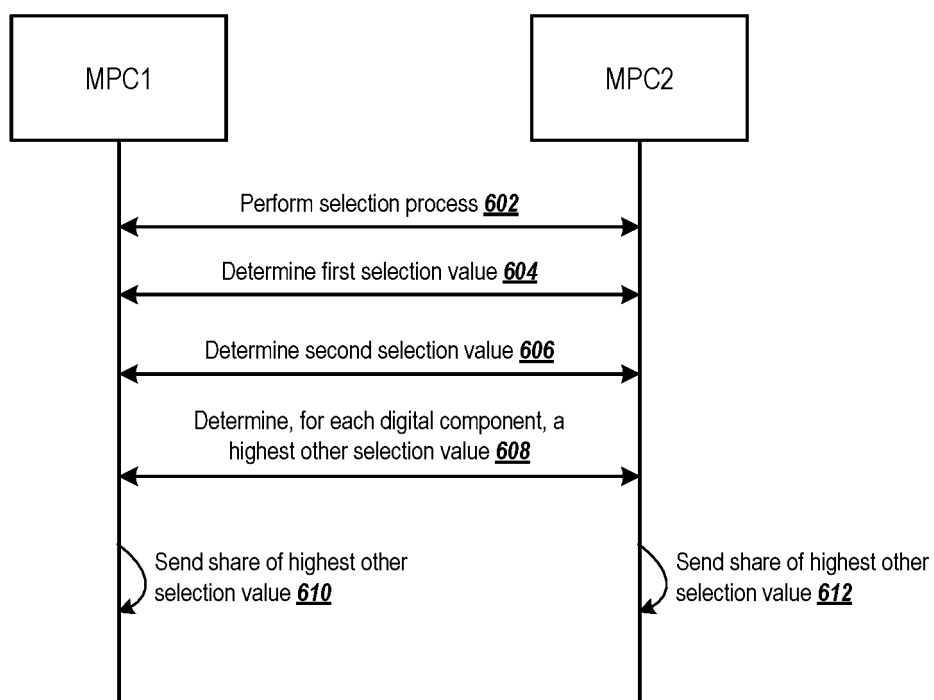 MPC1
MPC2
Perform selection process 602
Determine first selection value 604
Determine second selection value 606
Determine, for each digital component, a
highest other selection value 608
Send share of highest other
selection value 610
Send share of highest other
selection value 612